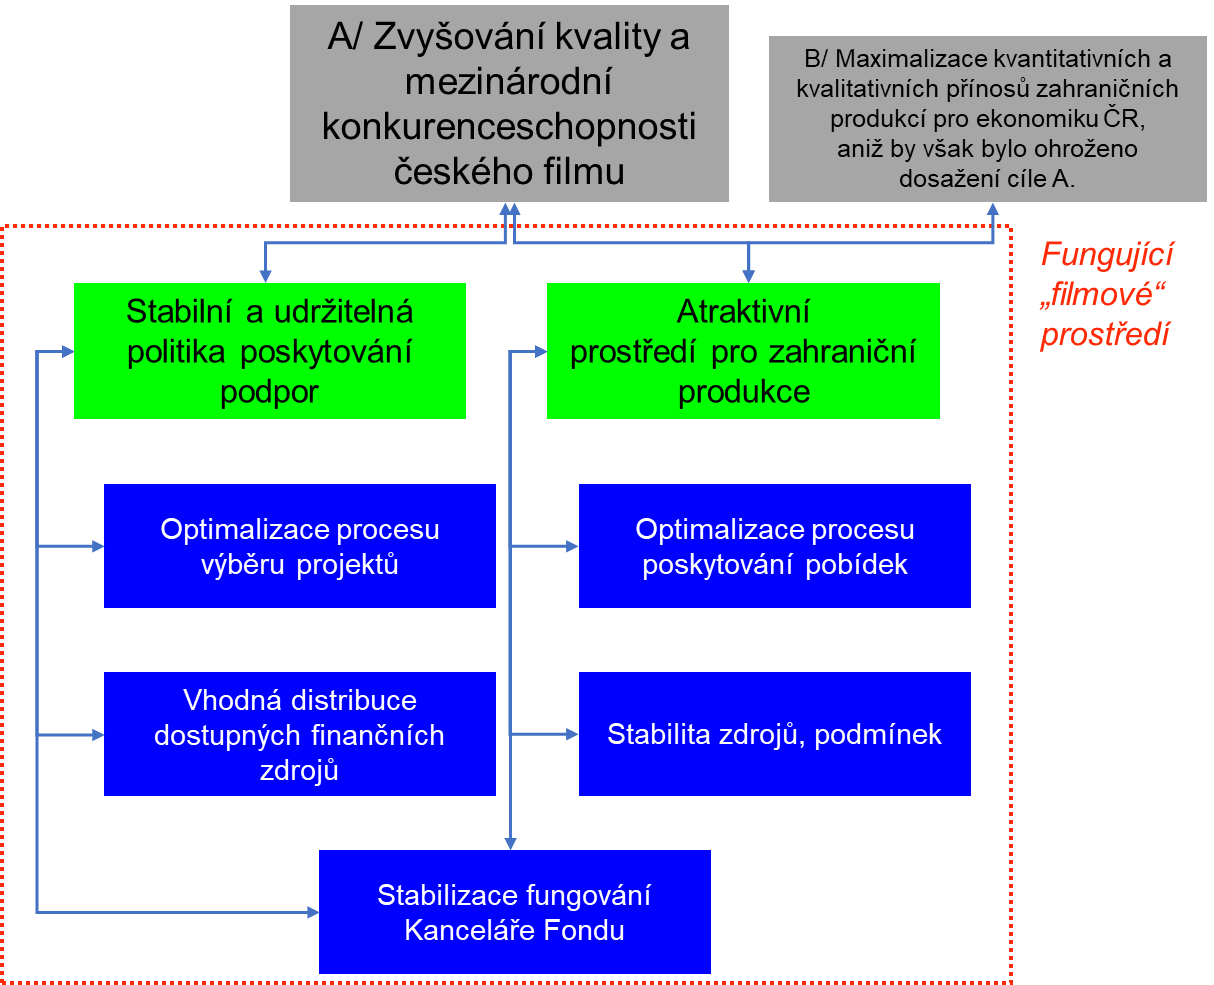 A/ Zvyšování kvality a
mezinárodní
konkurenceschopnosti
českého filmu
B/ Maximalizace kvantitativních a
kvalitativních přínosů zahraničních
produkcí pro ekonomiku ČR,
aniž by však bylo ohroženo
dosažení cíle A.
Fungující
„filmové“
prostředí
Stabilní a udržitelná
politika poskytování
podpor
Atraktivní
prostředí pro zahraniční
produkce
Optimalizace procesu
výběru projektů
Optimalizace procesu
poskytování pobídek
Vhodná distribuce
dostupných finančních
zdrojů
Stabilita zdrojů, podmínek
Stabilizace fungování
Kanceláře Fondu